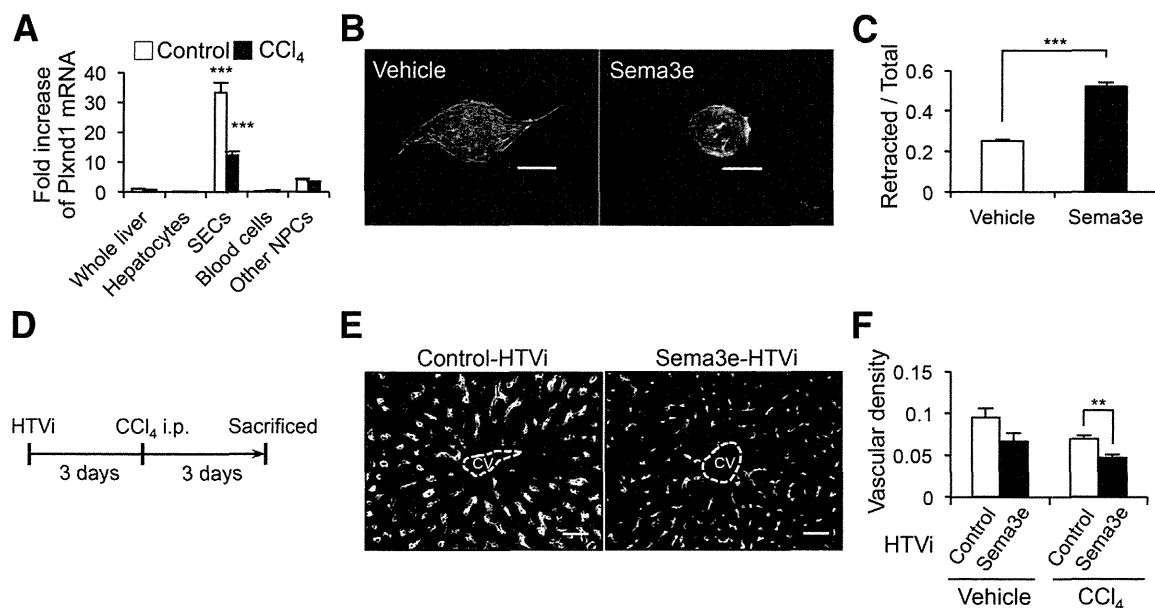 A
Control CCl4
Fold increase
of Plxnd1 mRNA
40
30
20
10
0
***
***
Whole liver
Hepatocytes
SECs
Blood cells
Other NPCs
B
Vehicle
Sema3e
C
Retracted / Total
0.6
0.4
0.2
0
***
Vehicle Sema3e
D
HTVi CCl4 i.p. Sacrificed
3 days 3 days
E
Control-HTVi Sema3e-HTVi
CV CV
F
Vascular density
0.15
0.1
0.05
0
**
HTVi Control Sema3e Control Sema3e
Vehicle CCl4